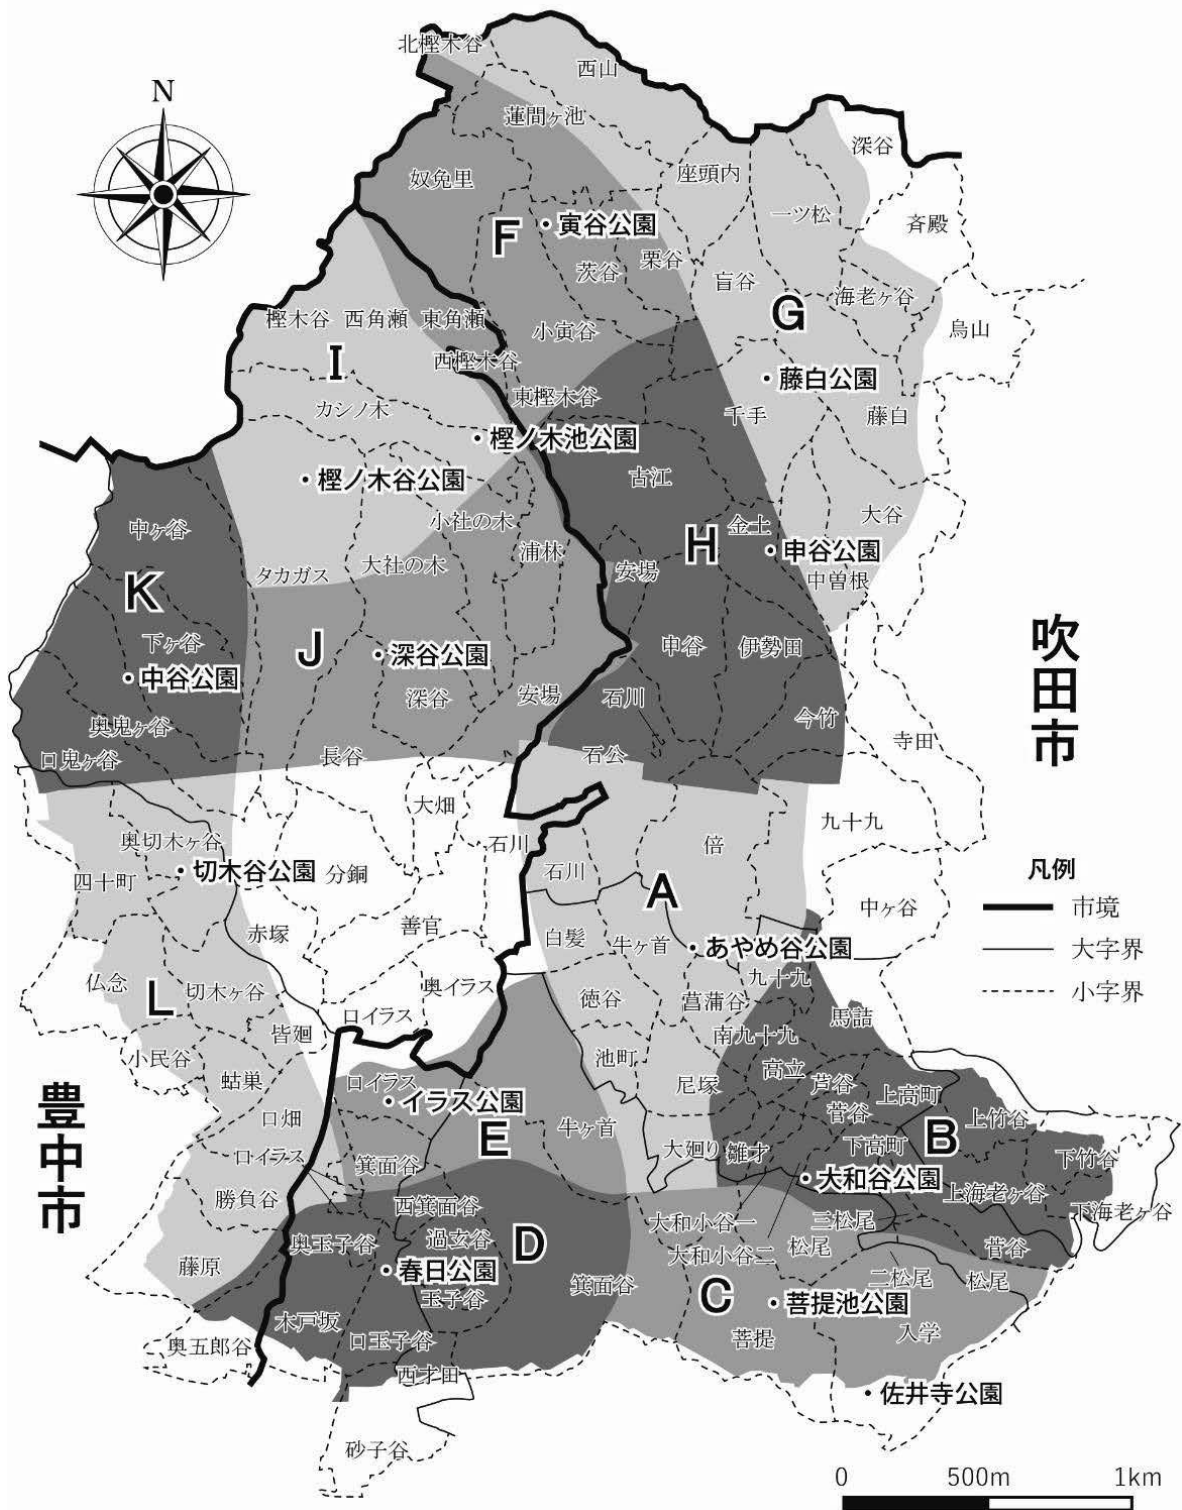 北樫木谷
西山
N
蓮間ヶ池
深谷
座頭内
奴免里
一ツ松
斉殿
F
寅谷公園
栗谷
茨谷
盲谷
海老ヶ谷
G
樫木谷
西角瀬
東角瀬
小寅谷
烏山
I
西樫木谷
藤白公園
東樫木谷
カシノ木
千手
藤白
樫ノ木池公園
樫ノ木谷公園
古江
小社の木
大谷
中ヶ谷
金土
H
浦林
申谷公園
タカガス
大社の木
安場
中曽根
K
吹田市
下ヶ谷
J
深谷公園
申谷
伊勢田
中谷公園
深谷
安場
石川
今竹
奥鬼ヶ谷
寺田
口鬼ヶ谷
長谷
石公
大畑
九十九
奥切木ヶ谷
石川
倍
切木谷公園
分銅
石川
凡例
四十町
A
市境
中ヶ谷
善官
赤塚
白髪
牛ヶ首
あやめ谷公園
大字界
九十九
仏念
切木ヶ谷
奥イラス
徳谷
菖蒲谷
小字界
L
口イラス
馬詰
皆廻
南九十九
小民谷
池町
高立
蛄巣
口イラス
尼塚
芦谷
上高町
豊中市
イラス公園
菅谷
上竹谷
口畑
牛ヶ首
E
B
口イラス
箕面谷
大廻り
雛才
下高町
下竹谷
大和谷公園
勝負谷
西箕面谷
上海老ヶ谷
下海老ヶ谷
大和小谷一
三松尾
奥玉子谷
過玄谷
D
大和小谷二
松尾
菅谷
藤原
春日公園
箕面谷
二松尾
松尾
玉子谷
C
菩提池公園
木戸坂
口玉子谷
菩提
入学
奥五郎谷
西才田
佐井寺公園
砂子谷
0
500m
1km